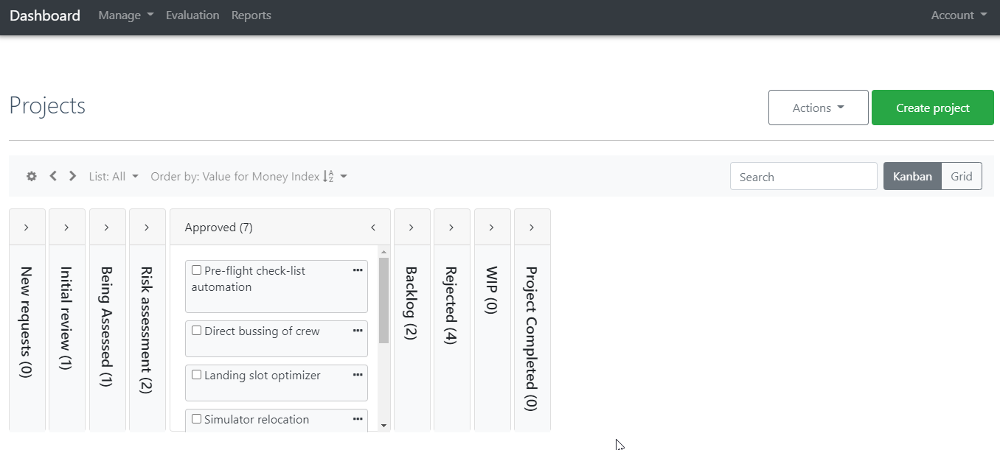 Dashboard Manage Evaluation Reports Account
Projects
Actions
Create project
List: All Order by: Value for Money Index
Search
Kanban Grid
New requests (0)
Initial review (1)
Being Assessed (1)
Risk assessment (2)
Approved (7)
Pre-flight check-list
automation
Direct bussing of crew
Landing slot optimizer
Simulator relocation
Backlog (2)
Rejected (4)
WIP (0)
Project Completed (0)